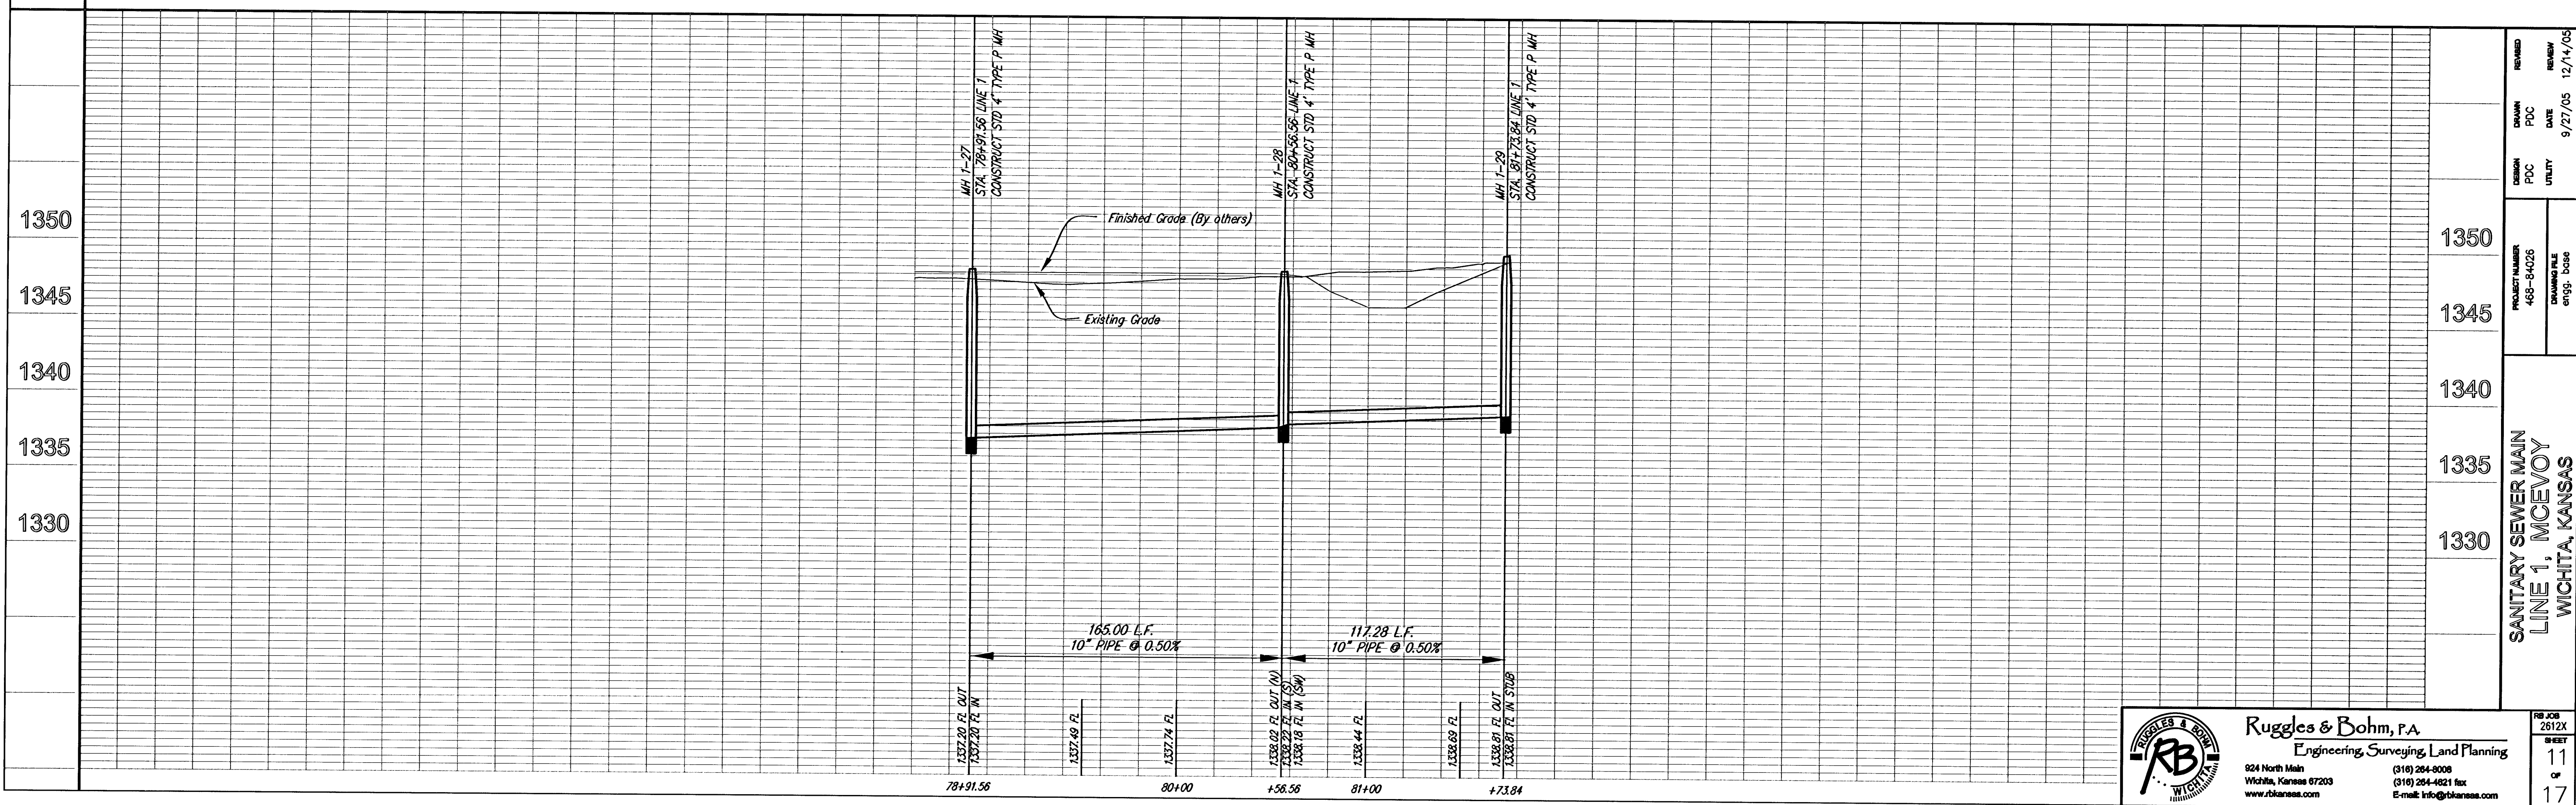 MH 1-27
STA. 78+91.56 LINE 1
CONSTRUCT STD 4' TYPE P MH
MH 1-28
STA. 80+56.56 LINE 1
CONSTRUCT STD 4' TYPE P MH
MH 1-29
STA. 81+73.84 LINE 1
CONSTRUCT STD 4' TYPE P MH
1350
1345
1340
1335
1330
Finished Grade (By others)
Existing Grade
1350
1345
1340
1335
1330
165.00 L.F.
10" PIPE @ 0.50%
117.28 L.F.
10" PIPE @ 0.50%
1337.20 FL OUT
1337.20 FL IN
1337.49 FL
1337.74 FL
1338.02 FL OUT (N)
1338.22 FL IN (S)
1338.18 FL IN (SW)
1338.44 FL
1338.69 FL
1338.81 FL OUT
1338.81 FL IN STUB
78+91.56
80+00
+56.56
81+00
+73.84
DESIGN
PDC
DRAWN
PDC
REVISED
UTILITY
DATE
9/27/05
REVIEW
12/14/05
PROJECT NUMBER
468-84026
DRAWING FILE
engg. base
SANITARY SEWER MAIN
LINE 1, MCEVOY
WICHITA, KANSAS
RUGGLES & BOHM
RB
WICHITA
Ruggles & Bohm, P.A.
Engineering, Surveying, Land Planning
924 North Main
Wichita, Kansas 67203
www.rbkansas.com
(316) 264-8008
(316) 264-4621 fax
E-mail: info@rbkansas.com
RB JOB
2612X
SHEET
11
OF
17